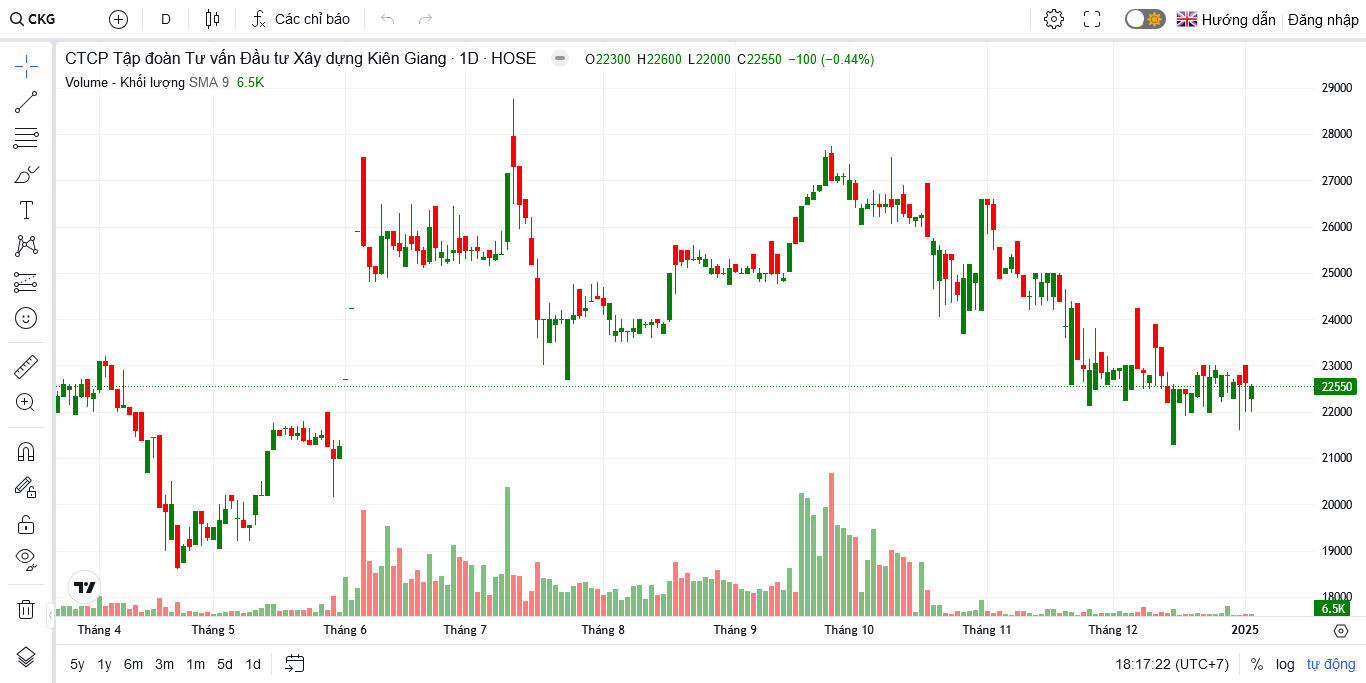 CKG D Các chỉ báo Hướng dẫn Đăng nhập
CTCP Tập đoàn Tư vấn Đầu tư Xây dựng Kiên Giang · 1D · HOSE O22300 H22600 L22000 C22550 −100 (−0.44%)
Volume - Khối lượng SMA 9 6.5K
29000
28000
27000
26000
25000
24000
23000
22550
22000
21000
20000
19000
18000
6.5K
Tháng 4 Tháng 5 Tháng 6 Tháng 7 Tháng 8 Tháng 9 Tháng 10 Tháng 11 Tháng 12 2025
5y 1y 6m 3m 1m 5d 1d 18:17:22 (UTC+7) % log tự động